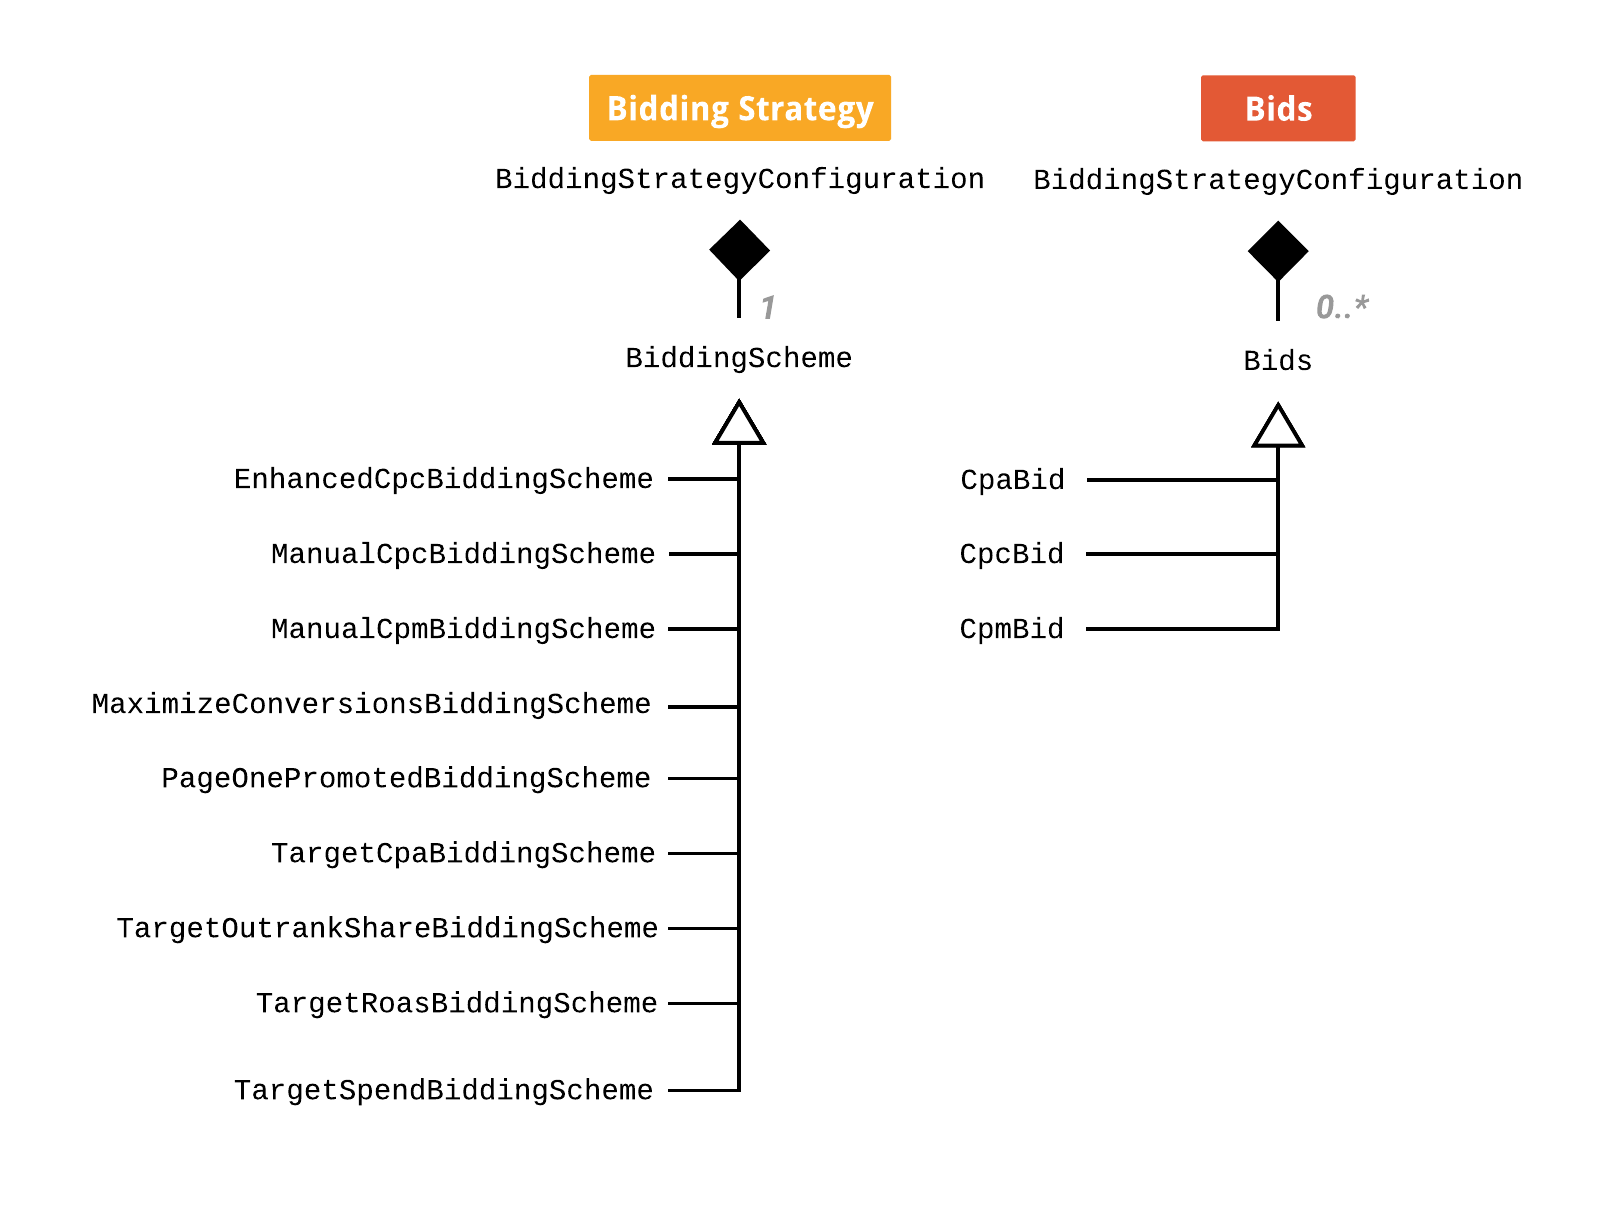 Bidding Strategy
BiddingStrategyConfiguration
1
BiddingScheme
EnhancedCpcBiddingScheme
ManualCpcBiddingScheme
ManualCpmBiddingScheme
MaximizeConversionsBiddingScheme
PageOnePromotedBiddingScheme
TargetCpaBiddingScheme
TargetOutrankShareBiddingScheme
TargetRoasBiddingScheme
TargetSpendBiddingScheme
Bids
BiddingStrategyConfiguration
0..*
Bids
CpaBid
CpcBid
CpmBid